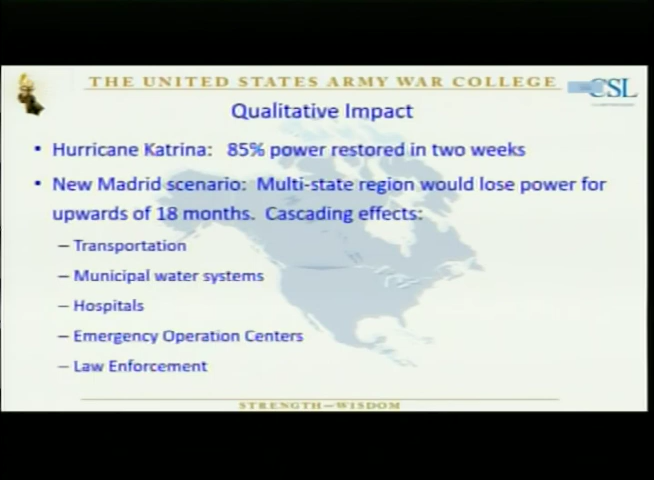 THE UNITED STATES ARMY WAR COLLEGE
CSL
Qualitative Impact
• Hurricane Katrina: 85% power restored in two weeks
• New Madrid scenario: Multi-state region would lose power for
upwards of 18 months. Cascading effects:
– Transportation
– Municipal water systems
– Hospitals
– Emergency Operation Centers
– Law Enforcement
STRENGTH—WISDOM